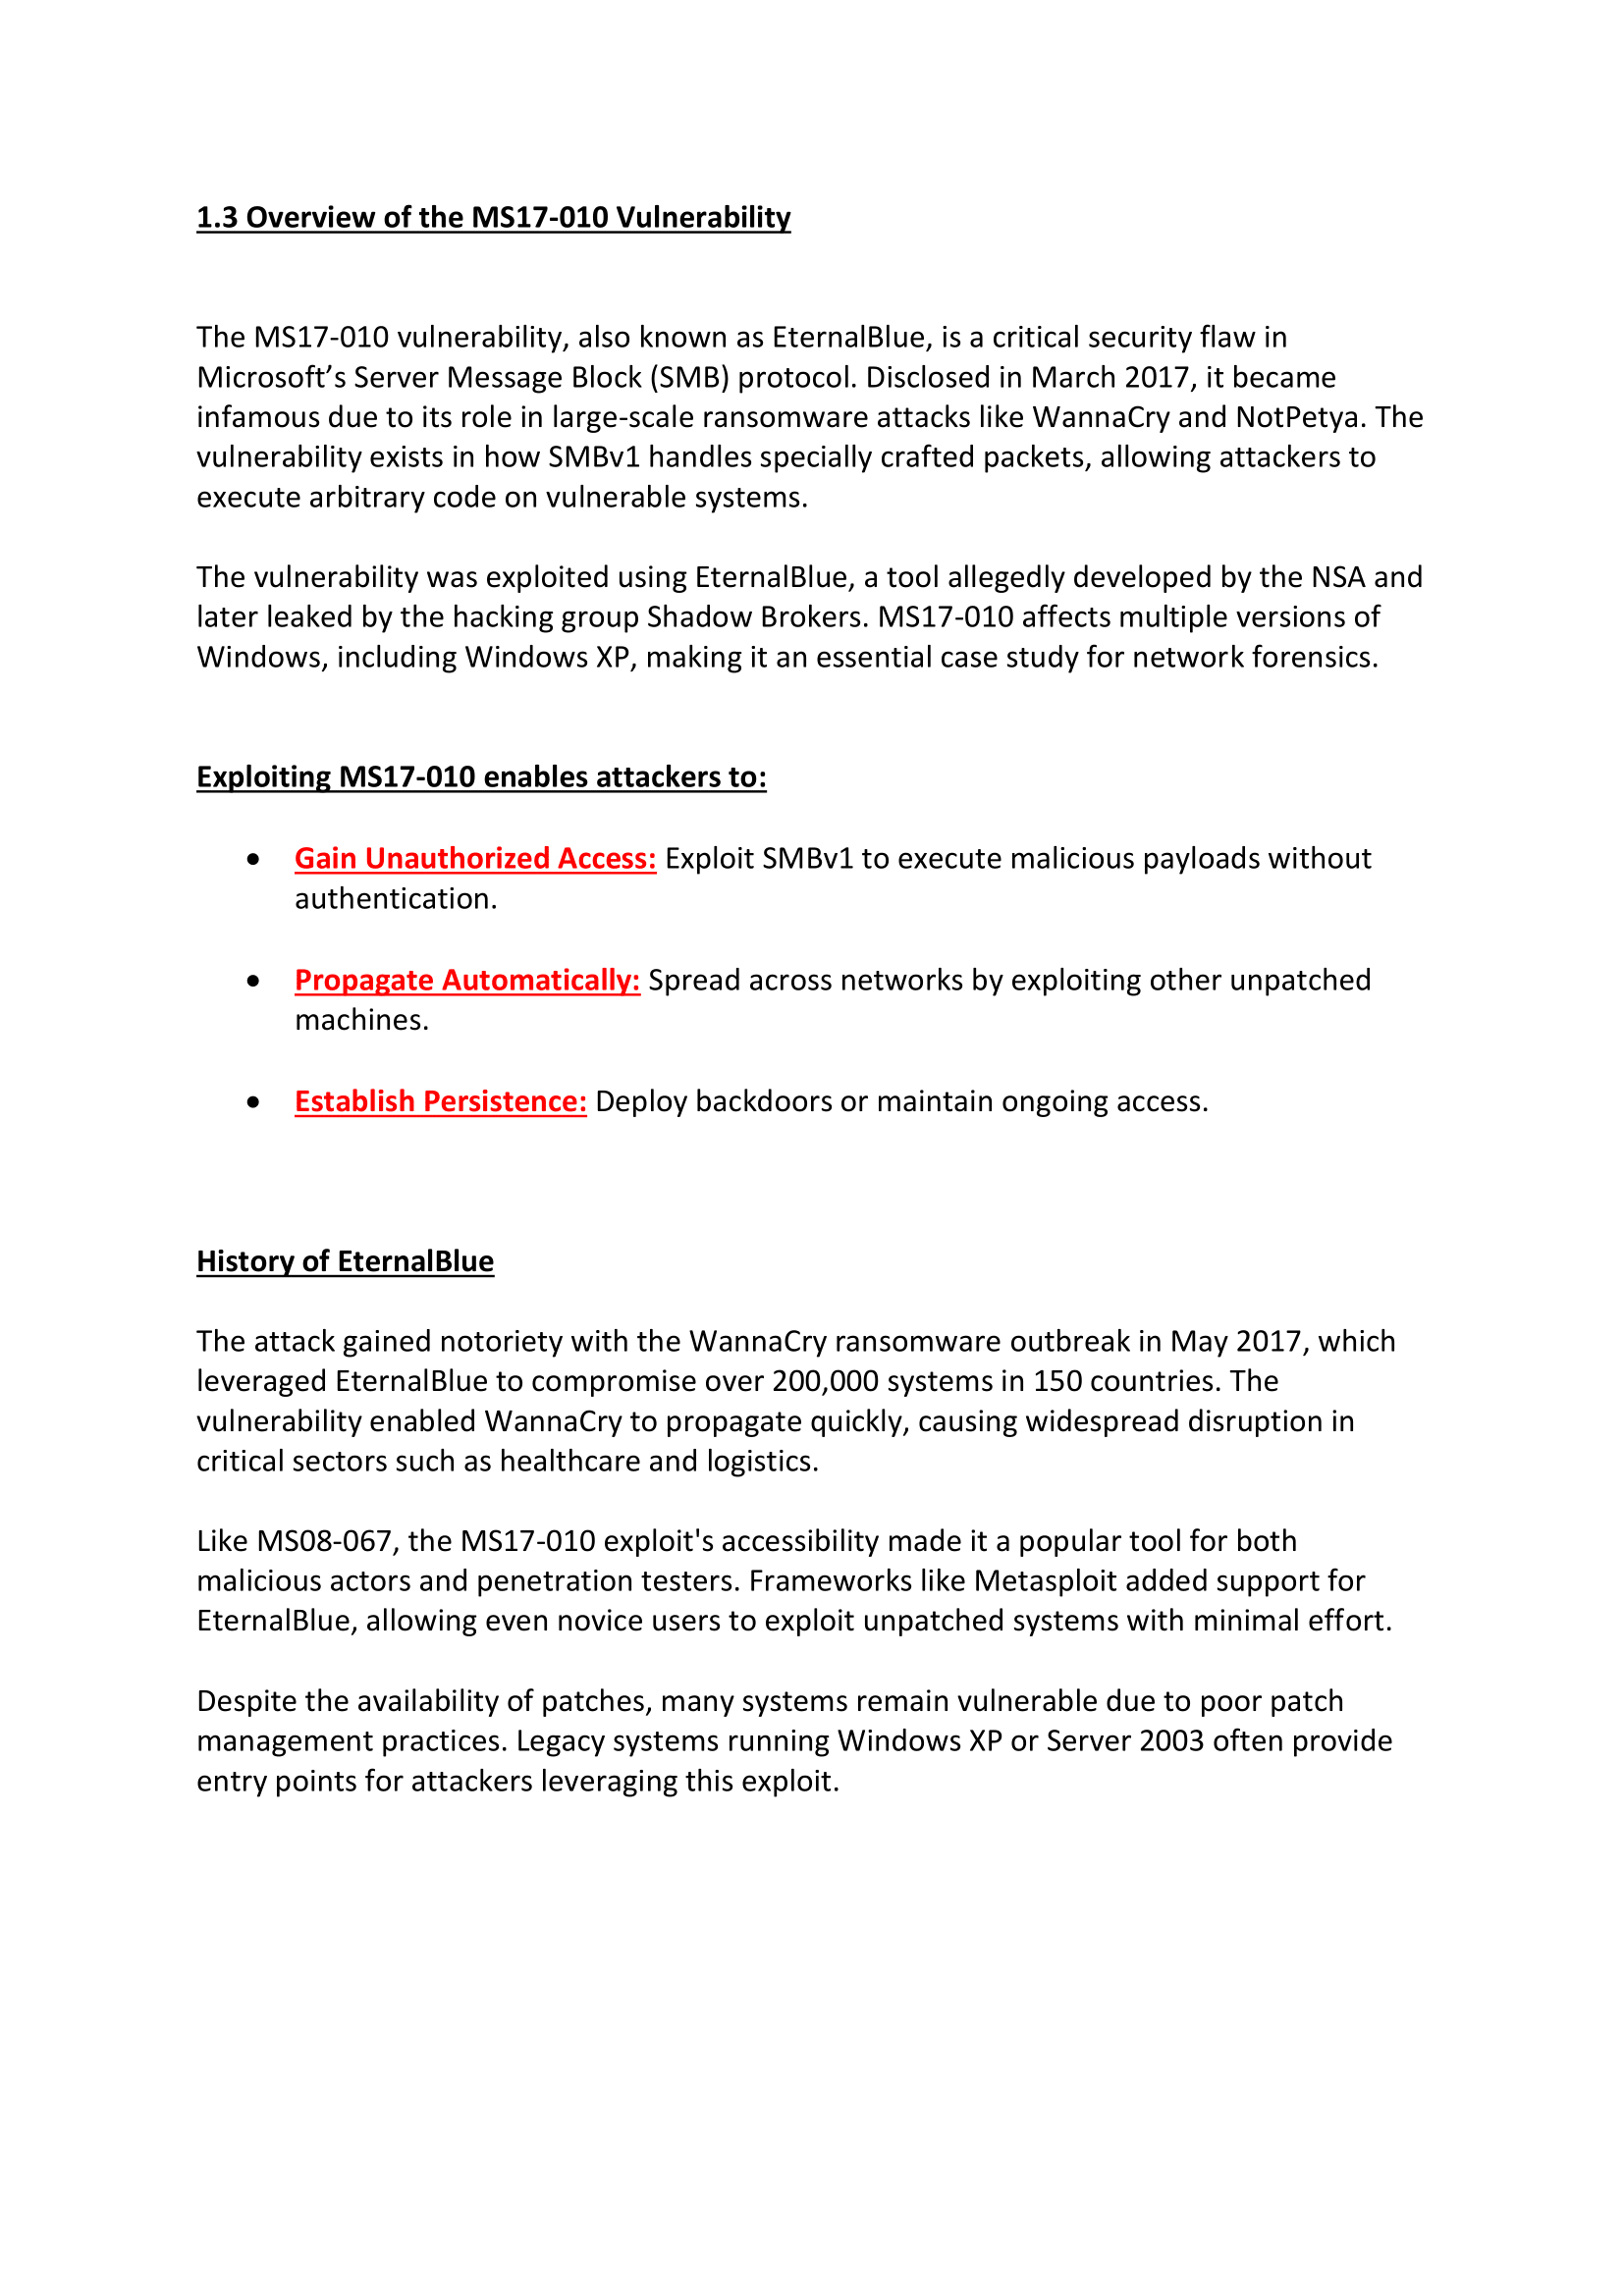 1.3 Overview of the MS17-010 Vulnerability
The MS17-010 vulnerability, also known as EternalBlue, is a critical security flaw in
Microsoft’s Server Message Block (SMB) protocol. Disclosed in March 2017, it became
infamous due to its role in large-scale ransomware attacks like WannaCry and NotPetya. The
vulnerability exists in how SMBv1 handles specially crafted packets, allowing attackers to
execute arbitrary code on vulnerable systems.
The vulnerability was exploited using EternalBlue, a tool allegedly developed by the NSA and
later leaked by the hacking group Shadow Brokers. MS17-010 affects multiple versions of
Windows, including Windows XP, making it an essential case study for network forensics.
Exploiting MS17-010 enables attackers to:
• Gain Unauthorized Access: Exploit SMBv1 to execute malicious payloads without
authentication.
• Propagate Automatically: Spread across networks by exploiting other unpatched
machines.
• Establish Persistence: Deploy backdoors or maintain ongoing access.
History of EternalBlue
The attack gained notoriety with the WannaCry ransomware outbreak in May 2017, which
leveraged EternalBlue to compromise over 200,000 systems in 150 countries. The
vulnerability enabled WannaCry to propagate quickly, causing widespread disruption in
critical sectors such as healthcare and logistics.
Like MS08-067, the MS17-010 exploit's accessibility made it a popular tool for both
malicious actors and penetration testers. Frameworks like Metasploit added support for
EternalBlue, allowing even novice users to exploit unpatched systems with minimal effort.
Despite the availability of patches, many systems remain vulnerable due to poor patch
management practices. Legacy systems running Windows XP or Server 2003 often provide
entry points for attackers leveraging this exploit.